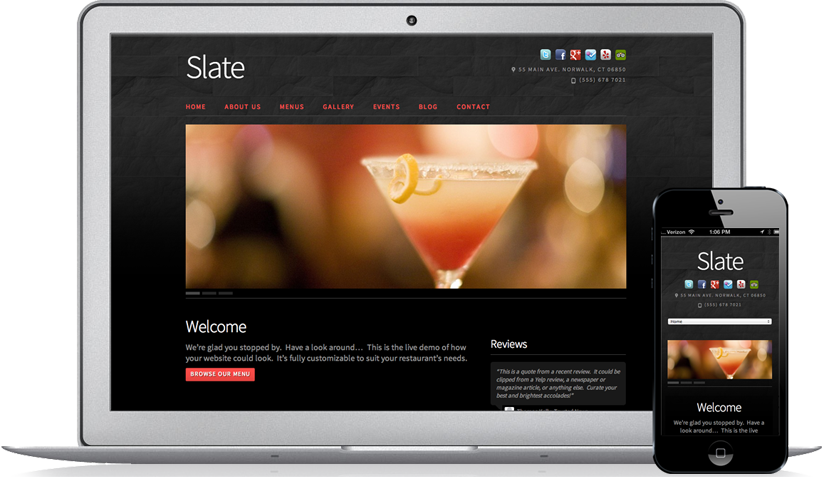 Slate
55 MAIN AVE. NORWALK, CT 06850
(555) 678 7021
HOME ABOUT US MENUS GALLERY EVENTS BLOG CONTACT
Welcome
We're glad you stopped by. Have a look around... This is the live demo of how
your website could look. It's fully customizable to suit your restaurant's needs.
BROWSE OUR MENU
Reviews
"This is a quote from a recent review. It could be
clipped from a Yelp review, a newspaper or
magazine article, or anything else. Curate your
best and brightest accolades!"
...Verizon 1:06 PM
Slate
55 MAIN AVE. NORWALK, CT 06850
(555) 678 7021
Home
Welcome
We're glad you stopped by. Have a
look around... This is the live